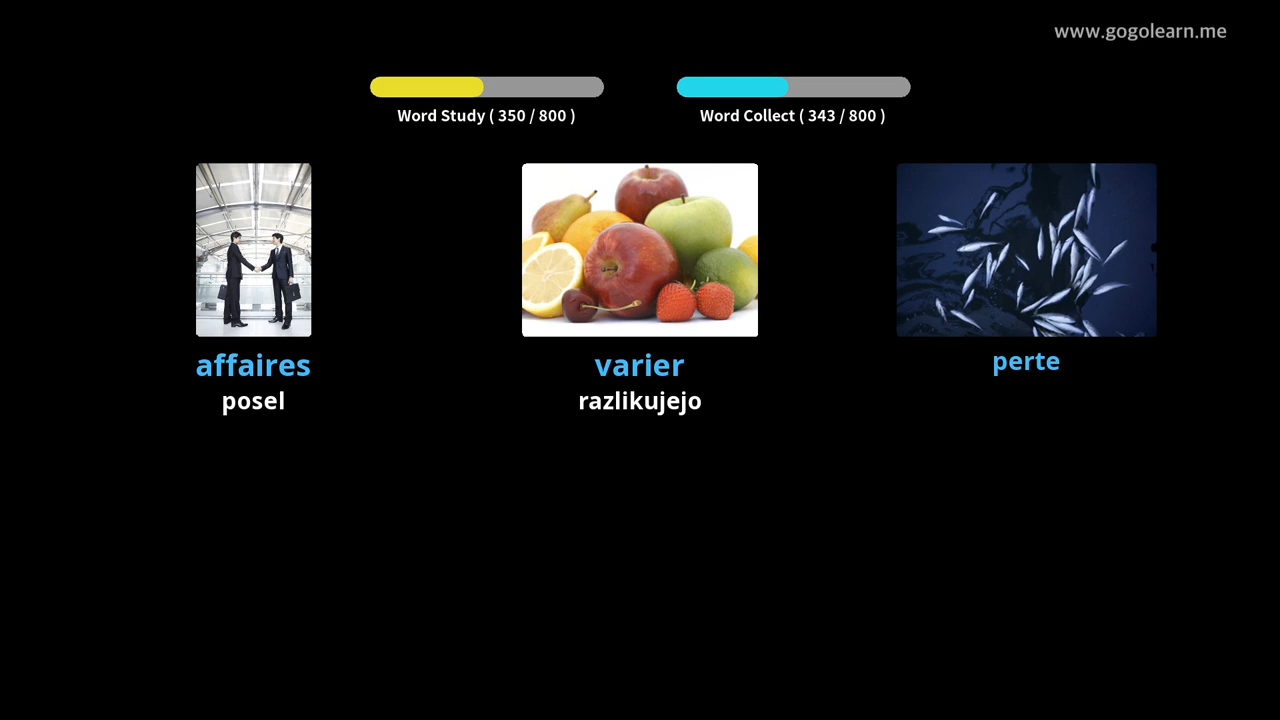 www.gogolearn.me
Word Study ( 350 / 800 )
Word Collect ( 343 / 800 )
affaires
posel
varier
razlikujejo
perte